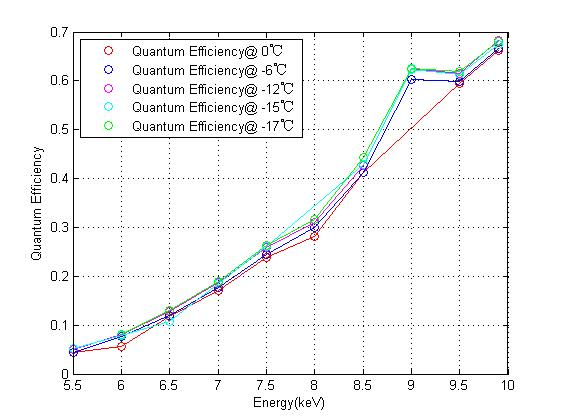 0.7
0.6
0.5
0.4
0.3
0.2
0.1
0
Quantum Efficiency
Quantum Efficiency@ 0℃
Quantum Efficiency@ -6℃
Quantum Efficiency@ -12℃
Quantum Efficiency@ -15℃
Quantum Efficiency@ -17℃
5.5 6 6.5 7 7.5 8 8.5 9 9.5 10
Energy(keV)